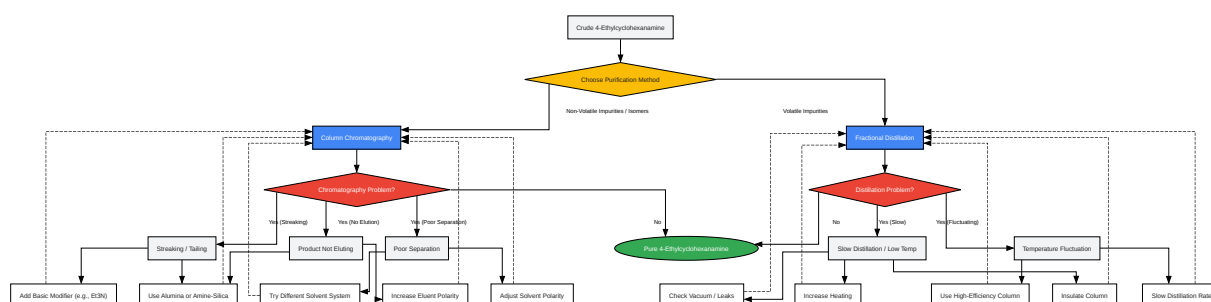 Crude 4-Ethylcyclohexanamine
Choose Purification Method
Non-Volatile Impurities / Isomers
Volatile Impurities
Column Chromatography
Fractional Distillation
Chromatography Problem?
Distillation Problem?
Yes (Streaking)
Yes (No Elution)
Yes (Poor Separation)
No
No
Yes (Slow)
Yes (Fluctuating)
Streaking / Tailing
Product Not Eluting
Poor Separation
Pure 4-Ethylcyclohexanamine
Slow Distillation / Low Temp
Temperature Fluctuation
Add Basic Modifier (e.g., Et3N)
Use Alumina or Amine-Silica
Try Different Solvent System
Increase Eluent Polarity
Adjust Solvent Polarity
Check Vacuum / Leaks
Increase Heating
Use High-Efficiency Column
Insulate Column
Slow Distillation Rate